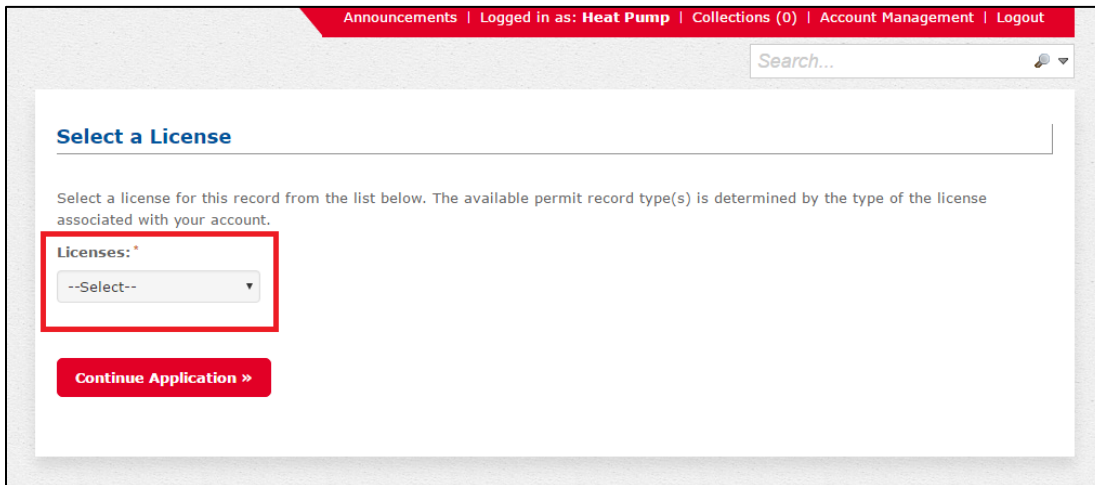 Announcements | Logged in as: Heat Pump | Collections (0) | Account Management | Logout
Search...
Select a License
Select a license for this record from the list below. The available permit record type(s) is determined by the type of the license
associated with your account.
Licenses:*
--Select--
Continue Application »